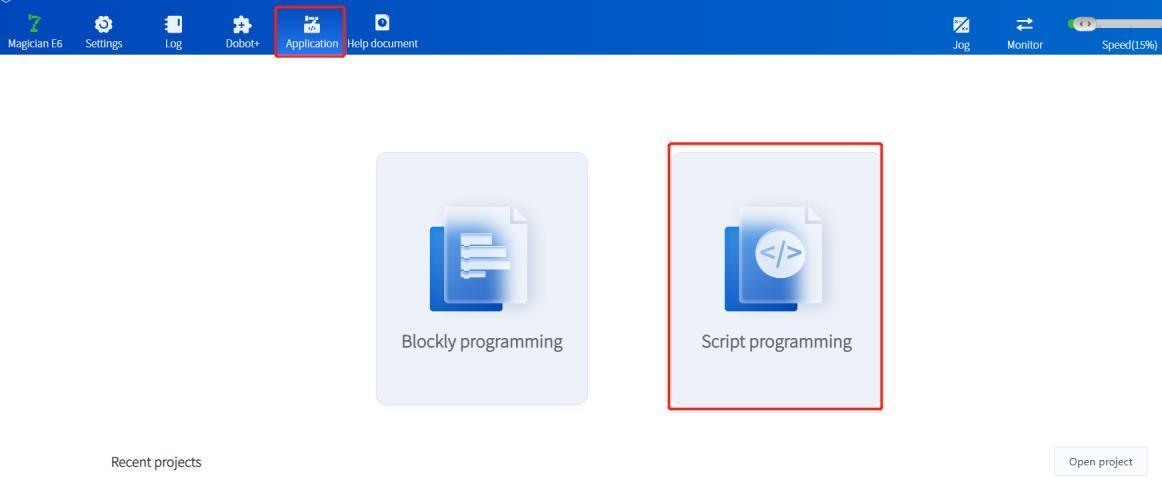 Magician E6
Settings
Log
Dobot+
Application
Help document
Jog
Monitor
Speed(15%)
</>
Blockly programming
Script programming
Recent projects
Open project